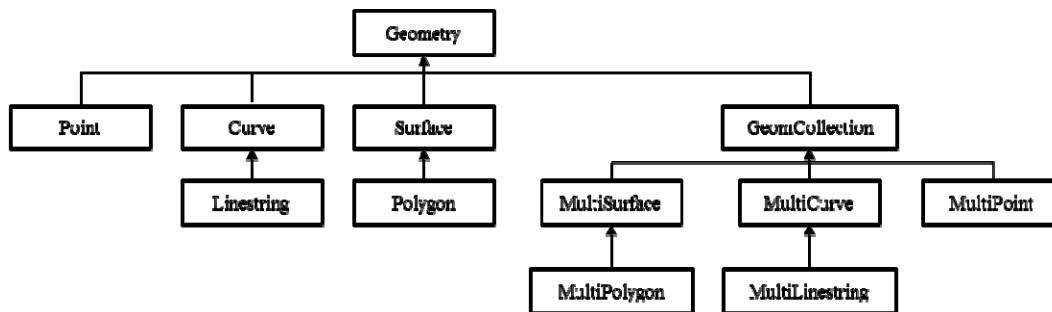 Geometry
Point
Curve
Surface
GeomCollection
Linestring
Polygon
MultiSurface
MultiCurve
MultiPoint
MultiPolygon
MultiLinestring